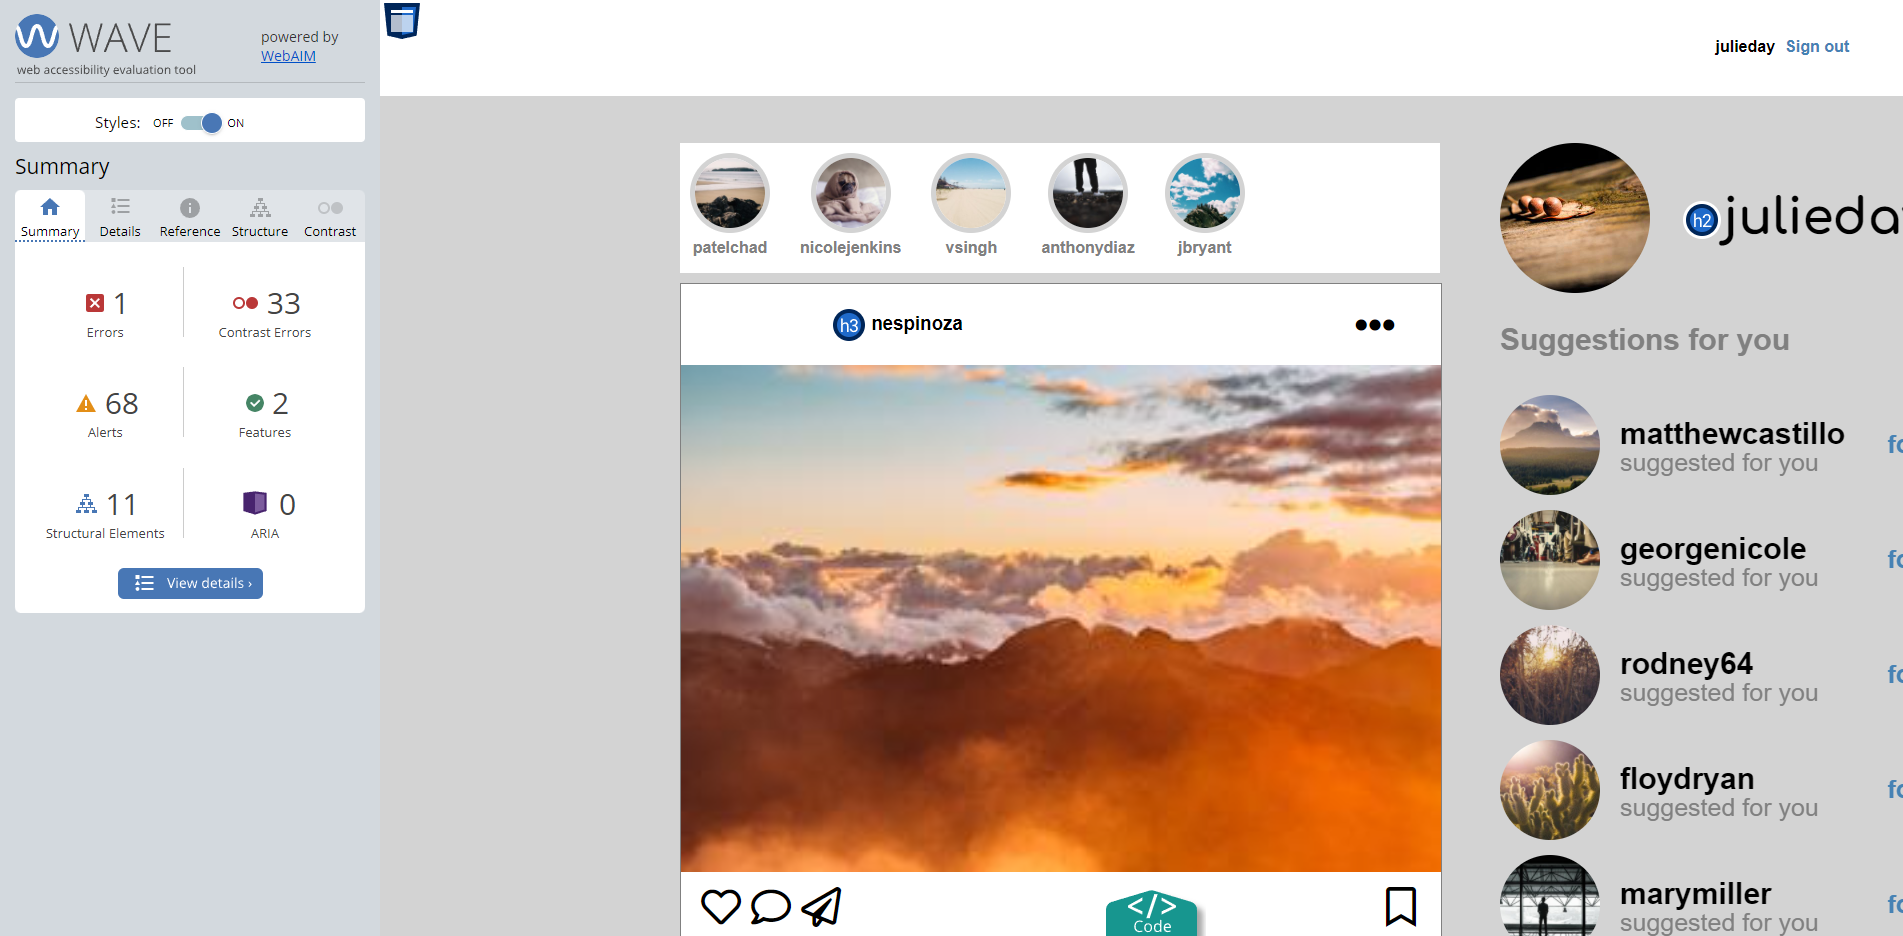 WAVE
web accessibility evaluation tool
powered by
WebAIM
Styles: OFF ON
Summary
Summary Details Reference Structure Contrast
1
Errors
33
Contrast Errors
68
Alerts
2
Features
11
Structural Elements
0
ARIA
View details ›
julieday Sign out
patelchad nicolejenkins vsingh anthonydiaz jbryant
h3 nespinoza
</>
Code
h2 julieday
Suggestions for you
matthewcastillo
suggested for you
fo
georgenicole
suggested for you
fo
rodney64
suggested for you
fo
floydryan
suggested for you
fo
marymiller
suggested for you
fo